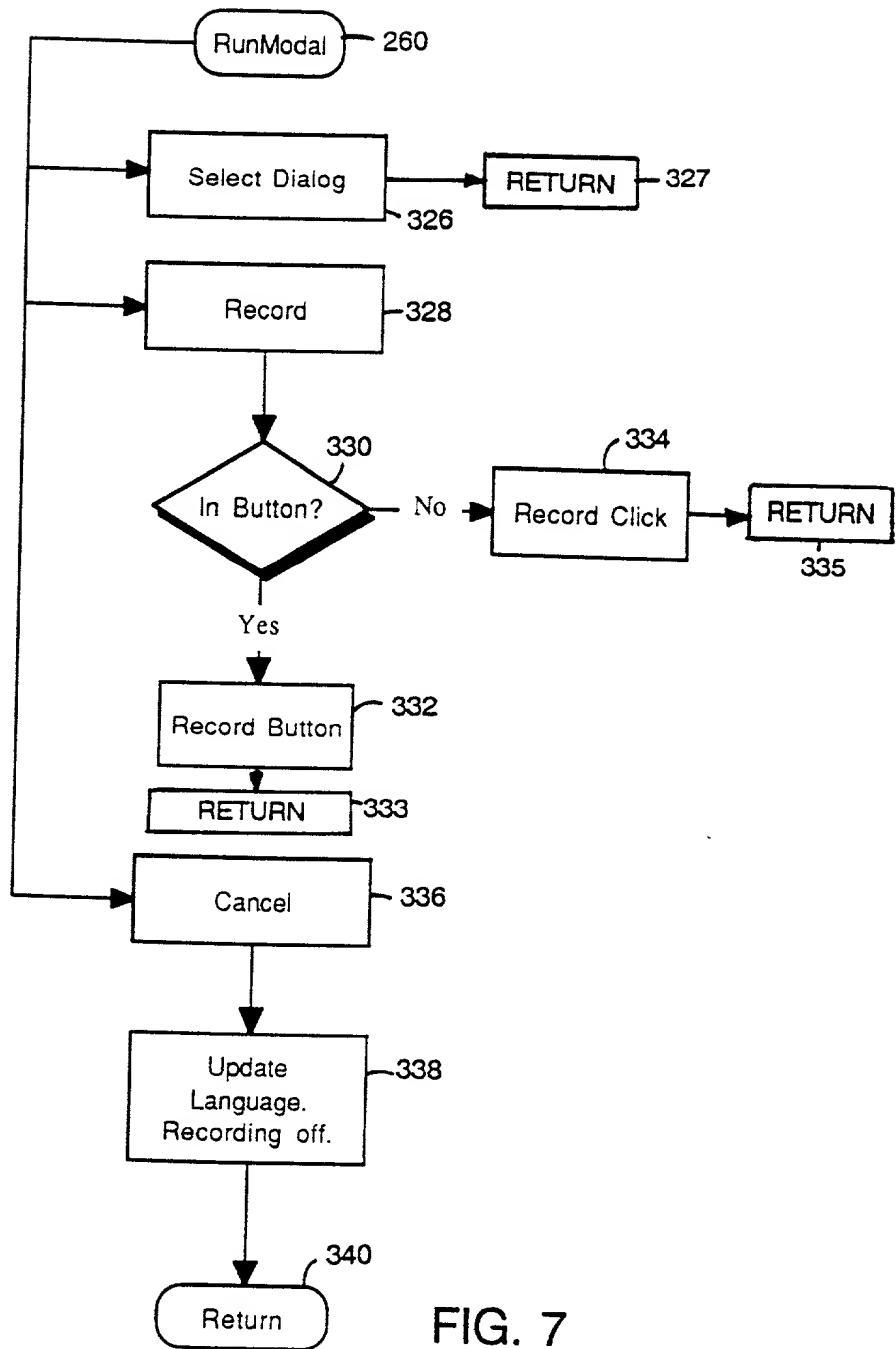 RunModal
260
Select Dialog
326
RETURN
327
Record
328
330
In Button?
No
334
Record Click
RETURN
335
Yes
Record Button
332
RETURN
333
Cancel
336
Update
Language.
Recording off.
338
340
Return
FIG. 7